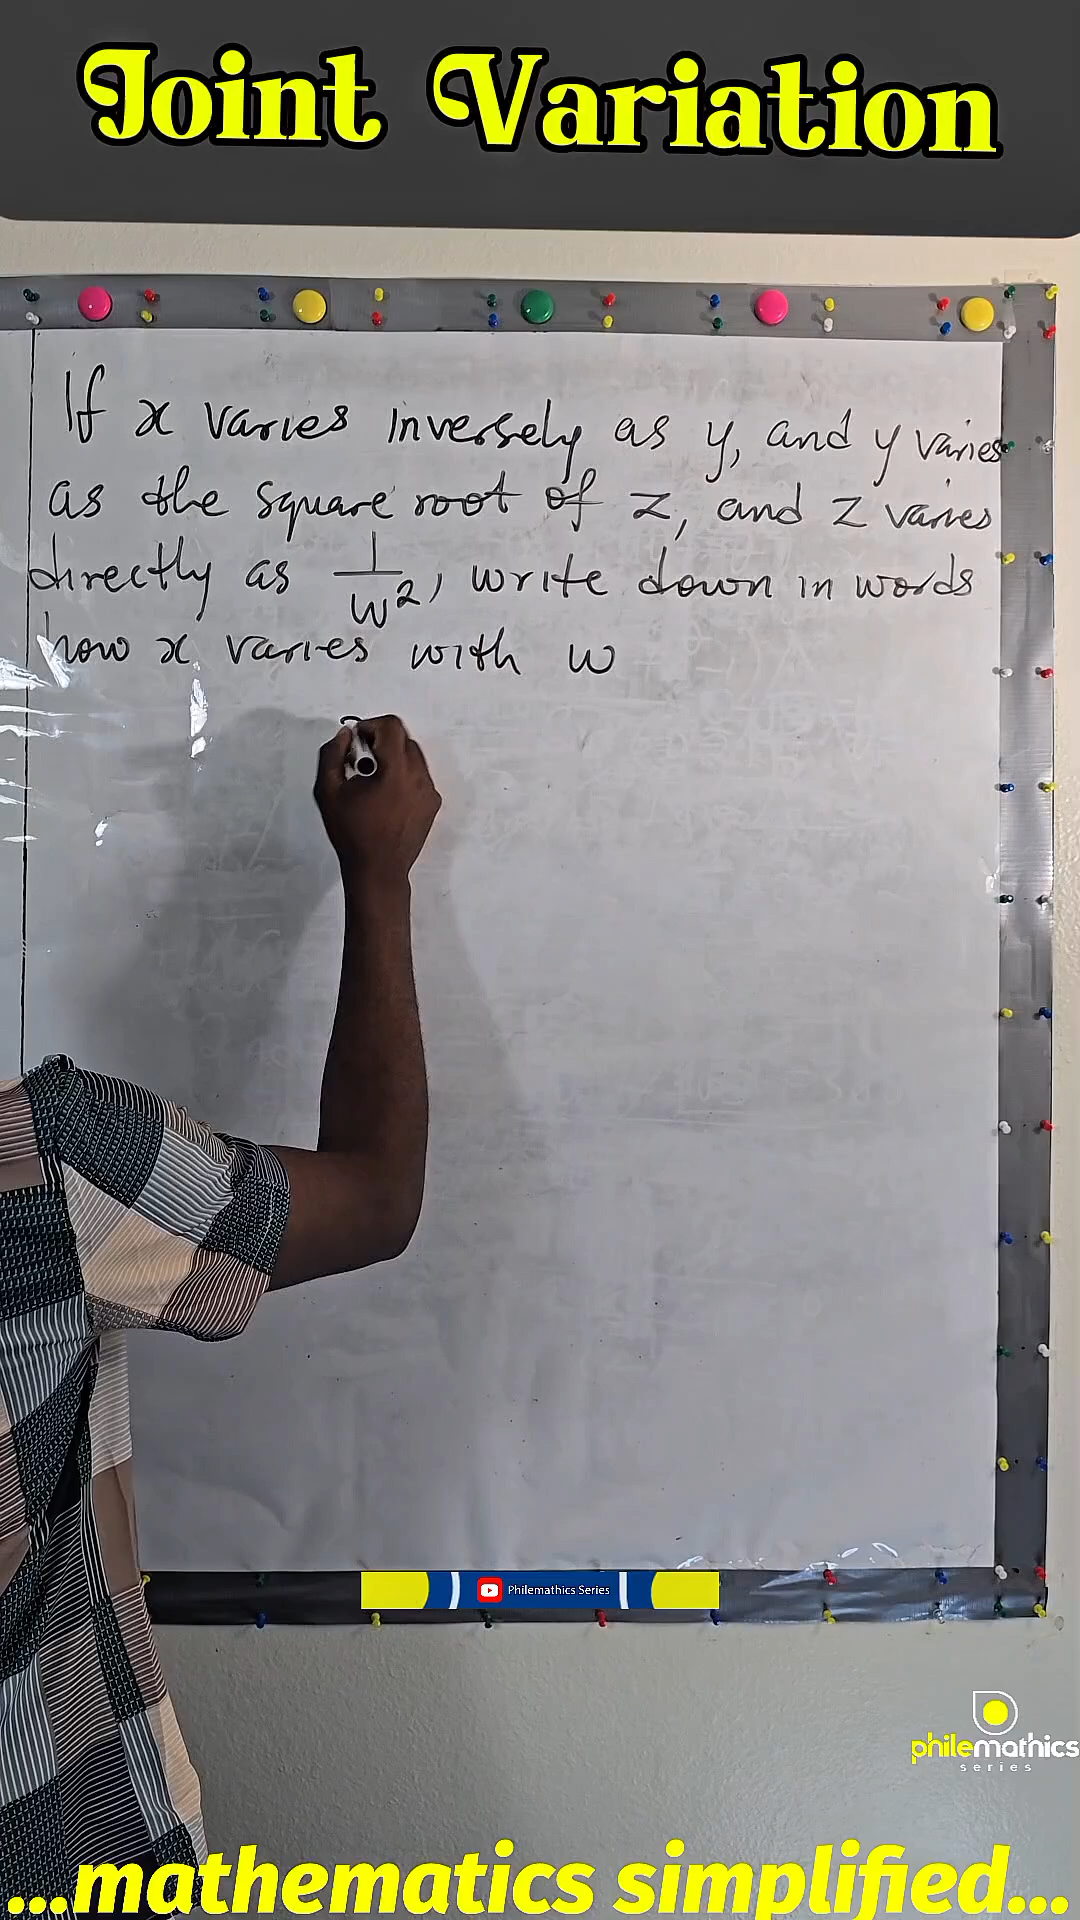 Joint Variation
If x varies inversely as y, and y varies
as the square root of z, and z varies
directly as 1/w², write down in words
how x varies with w
Philemathics Series
philemathics
series
...mathematics simplified...